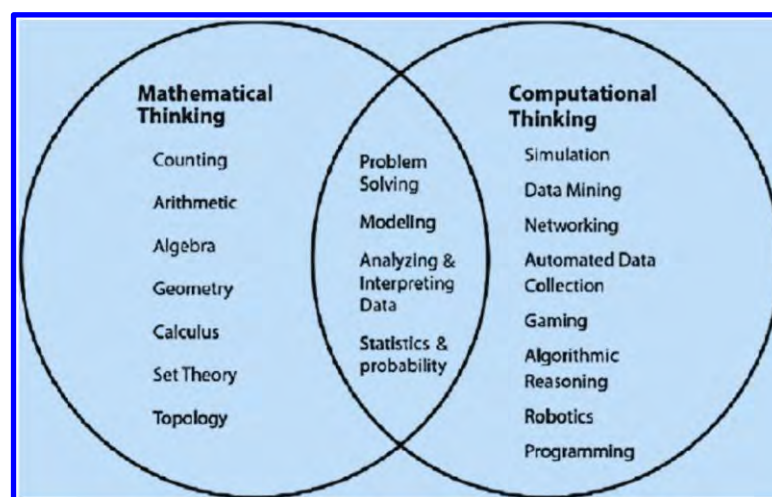 Mathematical
Thinking
Counting
Arithmetic
Algebra
Geometry
Calculus
Set Theory
Topology
Problem
Solving
Modeling
Analyzing &
Interpreting
Data
Statistics &
probability
Computational
Thinking
Simulation
Data Mining
Networking
Automated Data
Collection
Gaming
Algorithmic
Reasoning
Robotics
Programming